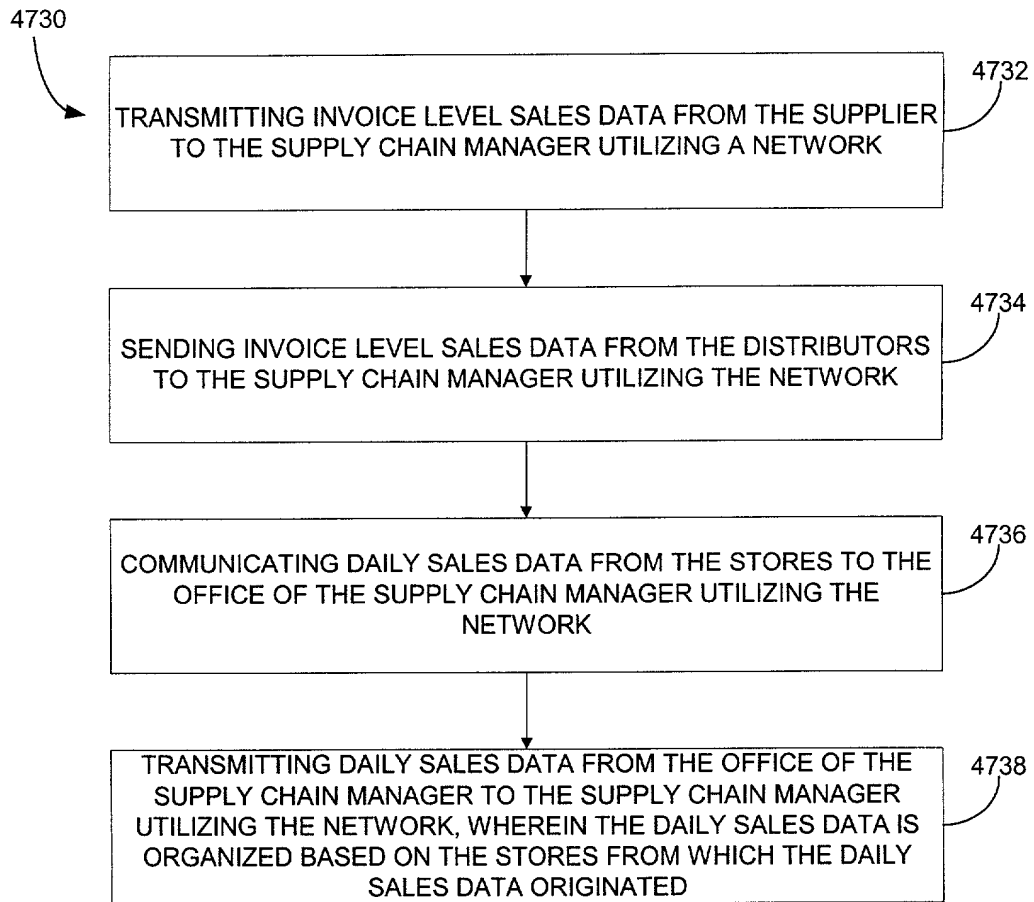 4730
4732
TRANSMITTING INVOICE LEVEL SALES DATA FROM THE SUPPLIER
TO THE SUPPLY CHAIN MANAGER UTILIZING A NETWORK
4734
SENDING INVOICE LEVEL SALES DATA FROM THE DISTRIBUTORS
TO THE SUPPLY CHAIN MANAGER UTILIZING THE NETWORK
4736
COMMUNICATING DAILY SALES DATA FROM THE STORES TO THE
OFFICE OF THE SUPPLY CHAIN MANAGER UTILIZING THE
NETWORK
4738
TRANSMITTING DAILY SALES DATA FROM THE OFFICE OF THE
SUPPLY CHAIN MANAGER TO THE SUPPLY CHAIN MANAGER
UTILIZING THE NETWORK, WHEREIN THE DAILY SALES DATA IS
ORGANIZED BASED ON THE STORES FROM WHICH THE DAILY
SALES DATA ORIGINATED